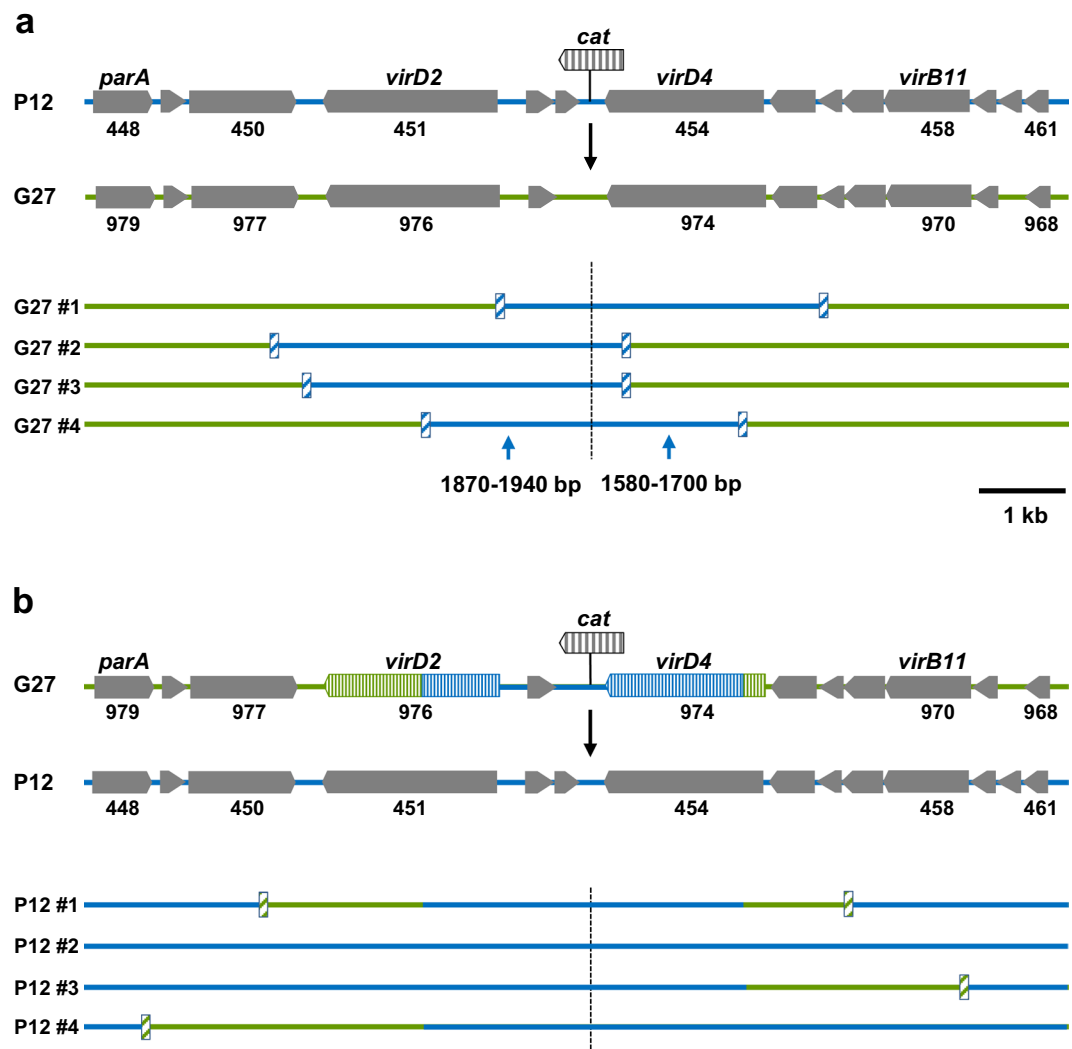 a
cat
parA virD2 virD4 virB11
P12
448 450 451 454 458 461
G27
979 977 976 974 970 968
G27 #1
G27 #2
G27 #3
G27 #4
1870-1940 bp 1580-1700 bp
1 kb
b
cat
parA virD2 virD4 virB11
G27
979 977 976 974 970 968
P12
448 450 451 454 458 461
P12 #1
P12 #2
P12 #3
P12 #4